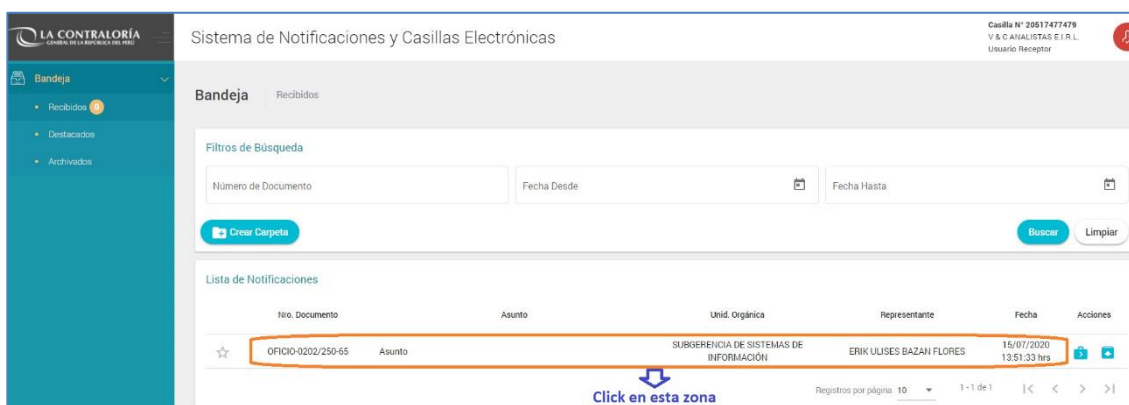 LA CONTRALORÍA
GENERAL DE LA REPÚBLICA DEL PERÚ
Sistema de Notificaciones y Casillas Electrónicas
Casilla N° 20517477479
V & C ANALISTAS E.I.R.L.
Usuario Receptor
Bandeja
Recibidos 0
Destacados
Archivados
Bandeja Recibidos
Filtros de Búsqueda
Número de Documento Fecha Desde Fecha Hasta
Crear Carpeta Buscar Limpiar
Lista de Notificaciones
Nro. Documento Asunto Unid. Orgánica Representante Fecha Acciones
OFICIO-0202/250-65 Asunto SUBGERENCIA DE SISTEMAS DE INFORMACIÓN ERIK ULISES BAZAN FLORES 15/07/2020 13:51:33 hrs
Click en esta zona
Registros por página 10 1 - 1 de 1